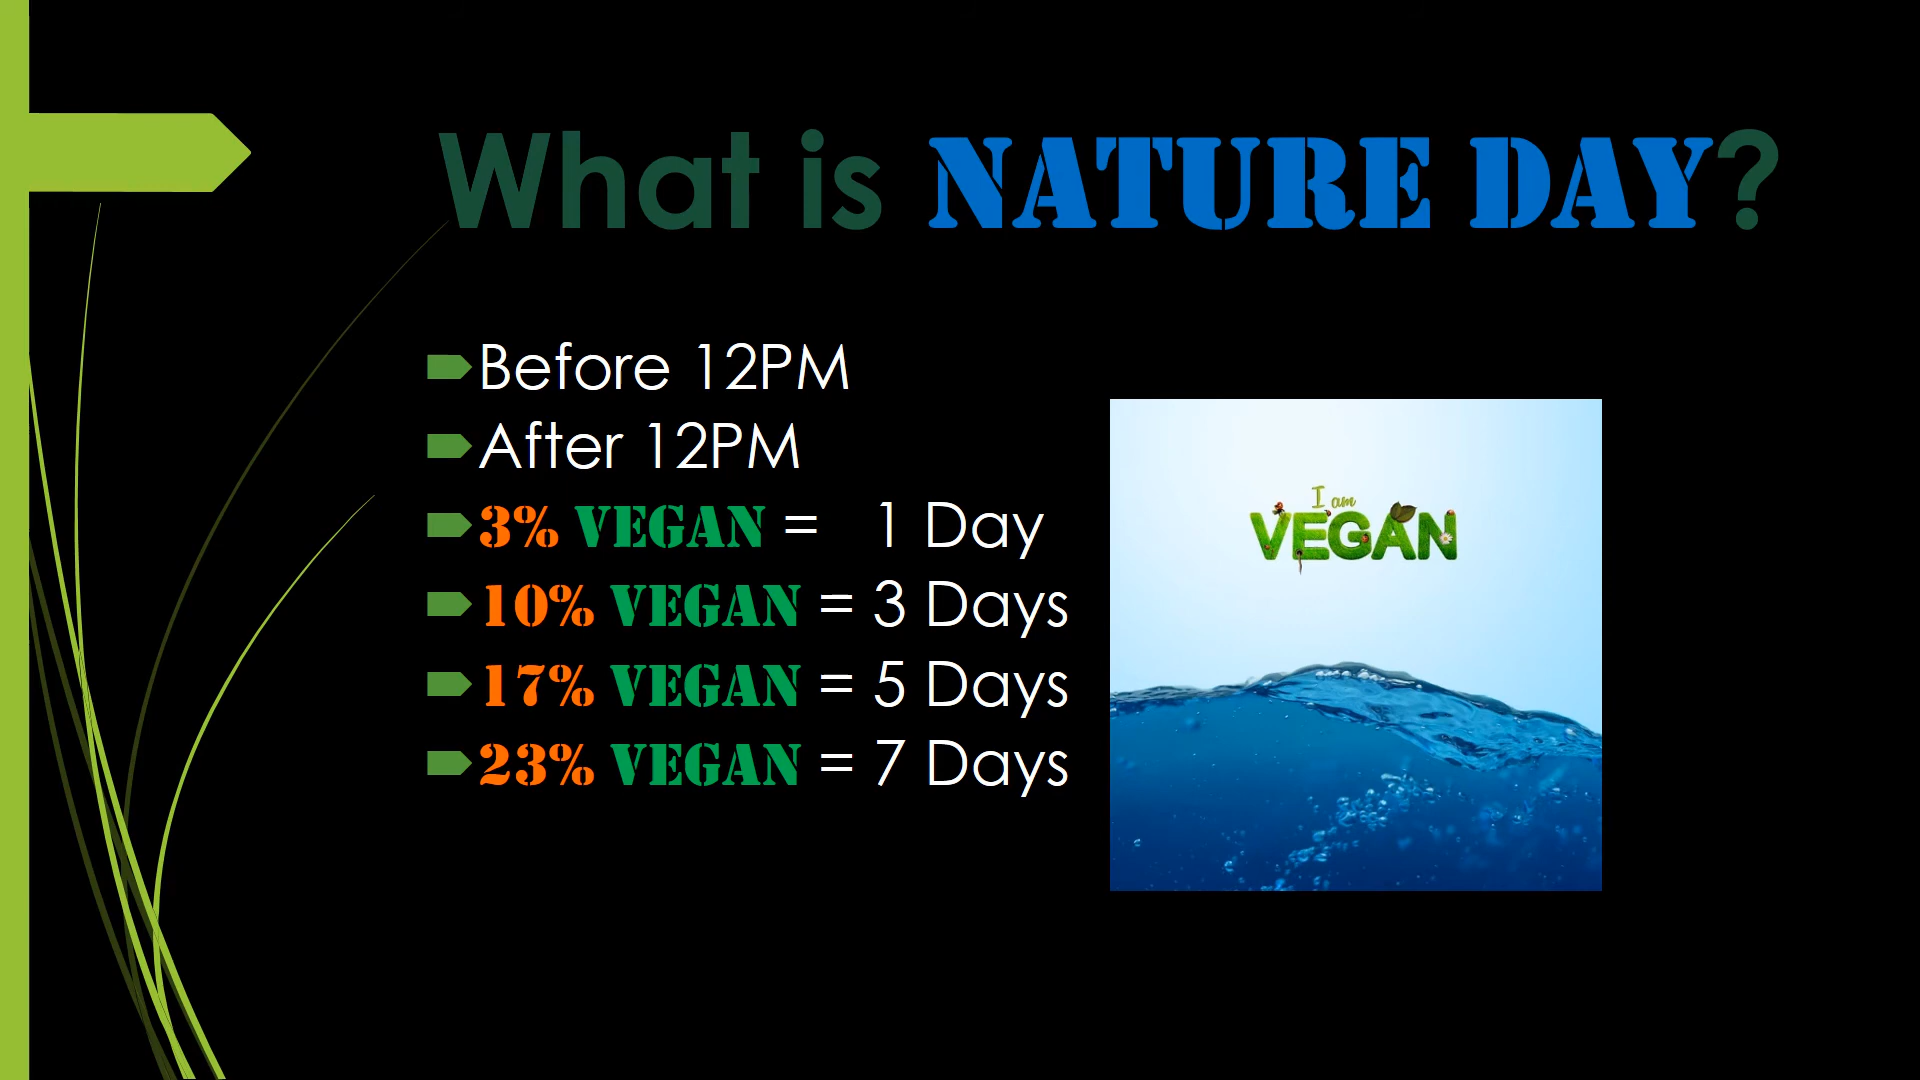 What is NATURE DAY?
Before 12PM
After 12PM
3% VEGAN = 1 Day
10% VEGAN = 3 Days
17% VEGAN = 5 Days
23% VEGAN = 7 Days
I am
VEGAN